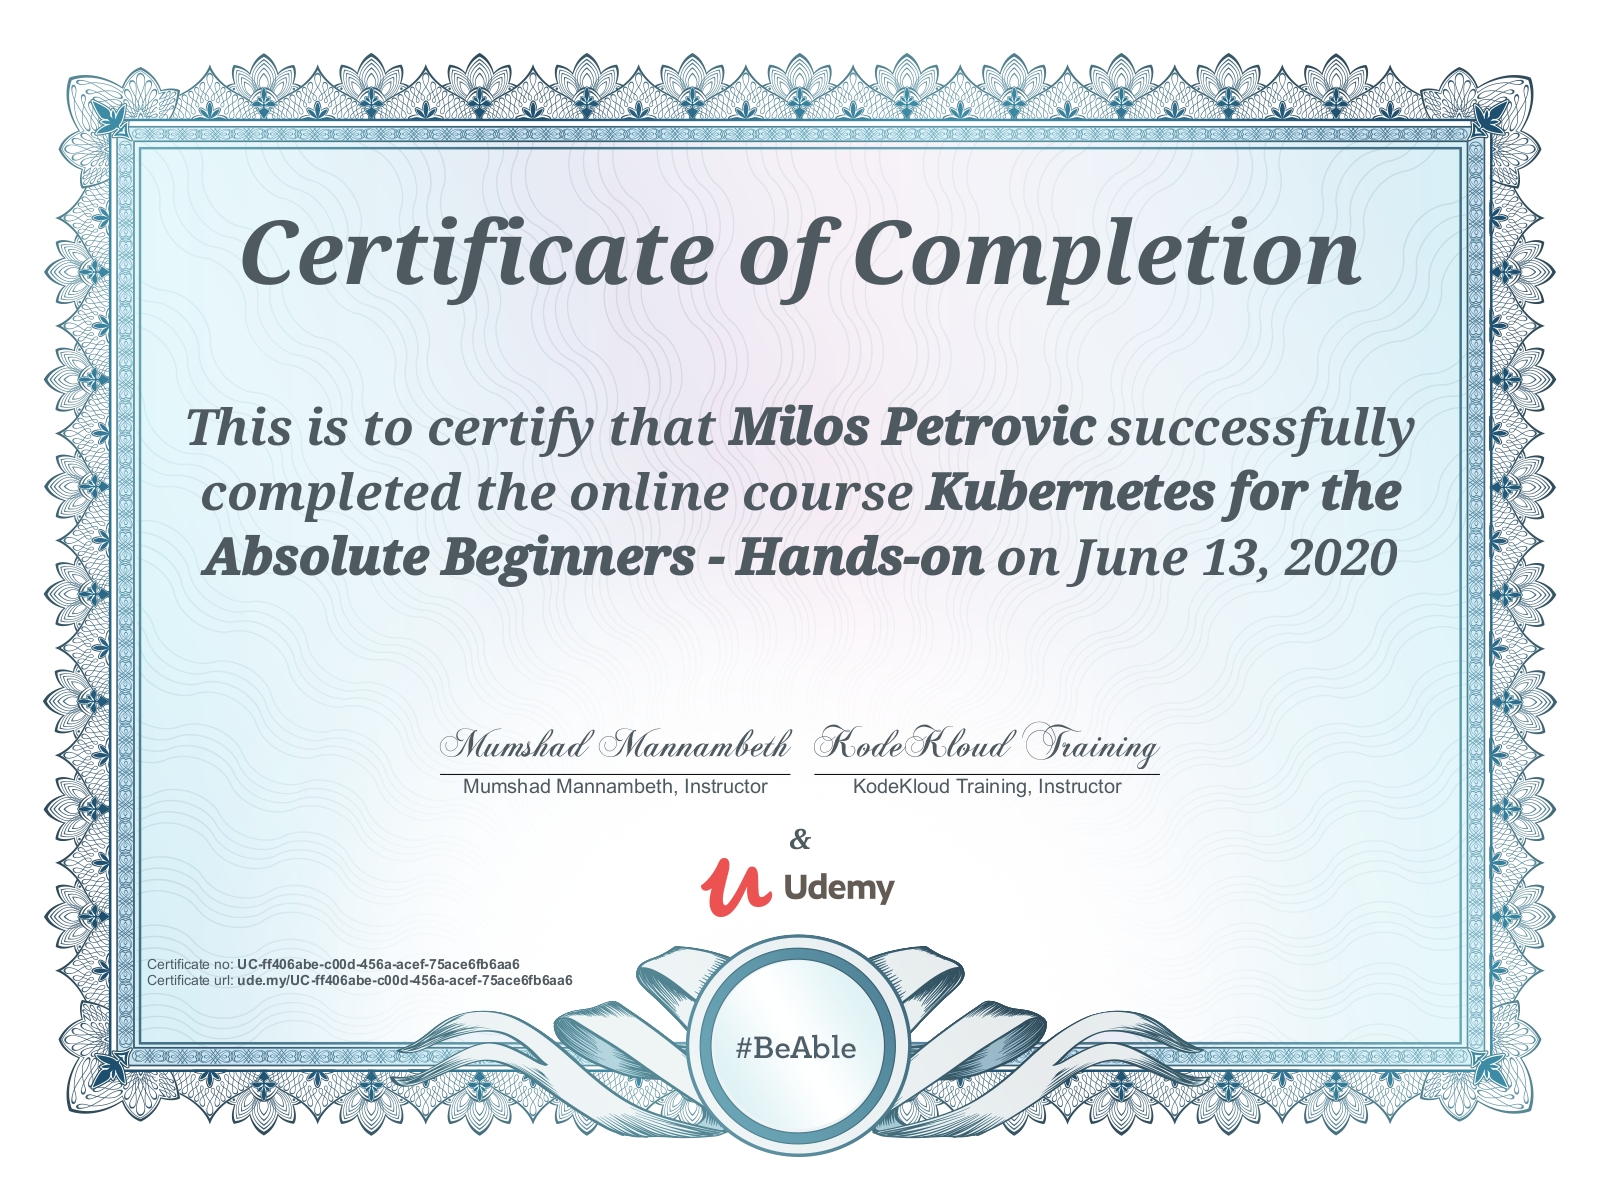 Certificate of Completion
This is to certify that Milos Petrovic successfully
completed the online course Kubernetes for the
Absolute Beginners - Hands-on on June 13, 2020
Mumshad Mannambeth KodeKloud Training
Mumshad Mannambeth, Instructor KodeKloud Training, Instructor
&
Udemy
Certificate no: UC-ff406abe-c00d-456a-acef-75ace6fb6aa6
Certificate url: ude.my/UC-ff406abe-c00d-456a-acef-75ace6fb6aa6
#BeAble